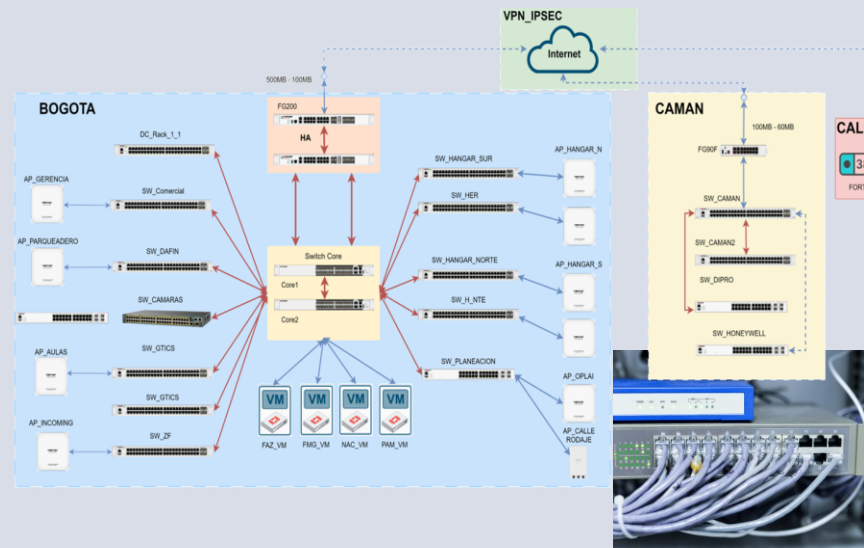 VPN_IPSEC
Internet
500MB - 100MB
BOGOTA
FG200
HA
DC_Rack_1_1
AP_GERENCIA
SW_Comercial
AP_PARQUEADERO
SW_DAFIN
SW_CAMARAS
AP_AULAS
SW_GTICS
SW_GTICS
AP_INCOMING
SW_ZF
Switch Core
Core1
Core2
VM
VM
VM
VM
FAZ_VM
FMG_VM
NAC_VM
PAM_VM
SW_HANGAR_SUR
AP_HANGAR_N
SW_HER
SW_HANGAR_NORTE
AP_HANGAR_S
SW_H_NTE
SW_PLANEACION
AP_OPLAI
AP_CALLE
RODAJE
CAMAN
100MB - 60MB
FG90F
SW_CAMAN
SW_CAMAN2
SW_DIPRO
SW_HONEYWELL
CAL
FORT